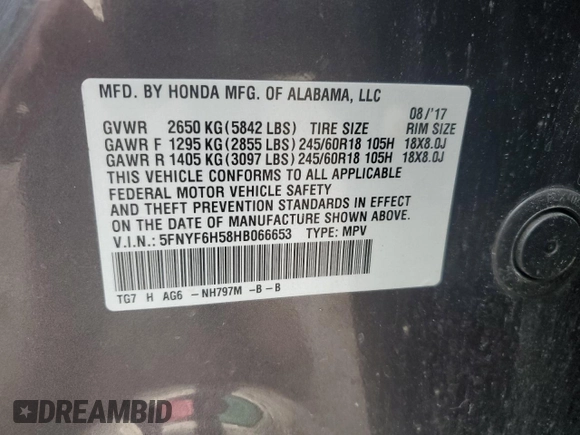 MFD. BY HONDA MFG. OF ALABAMA, LLC
08/'17
GVWR 2650 KG(5842 LBS) TIRE SIZE RIM SIZE
GAWR F 1295 KG(2855 LBS)245/60R18 105H 18X8.0J
GAWR R 1405 KG(3097 LBS)245/60R18 105H 18X8.0J
THIS VEHICLE CONFORMS TO ALL APPLICABLE
FEDERAL MOTOR VEHICLE SAFETY
AND THEFT PREVENTION STANDARDS IN EFFECT
ON THE DATE OF MANUFACTURE SHOWN ABOVE.
V.I.N.: 5FNYF6H58HB066653 TYPE: MPV
TG7 H AG6 -NH797M -B -B
DREAMBID